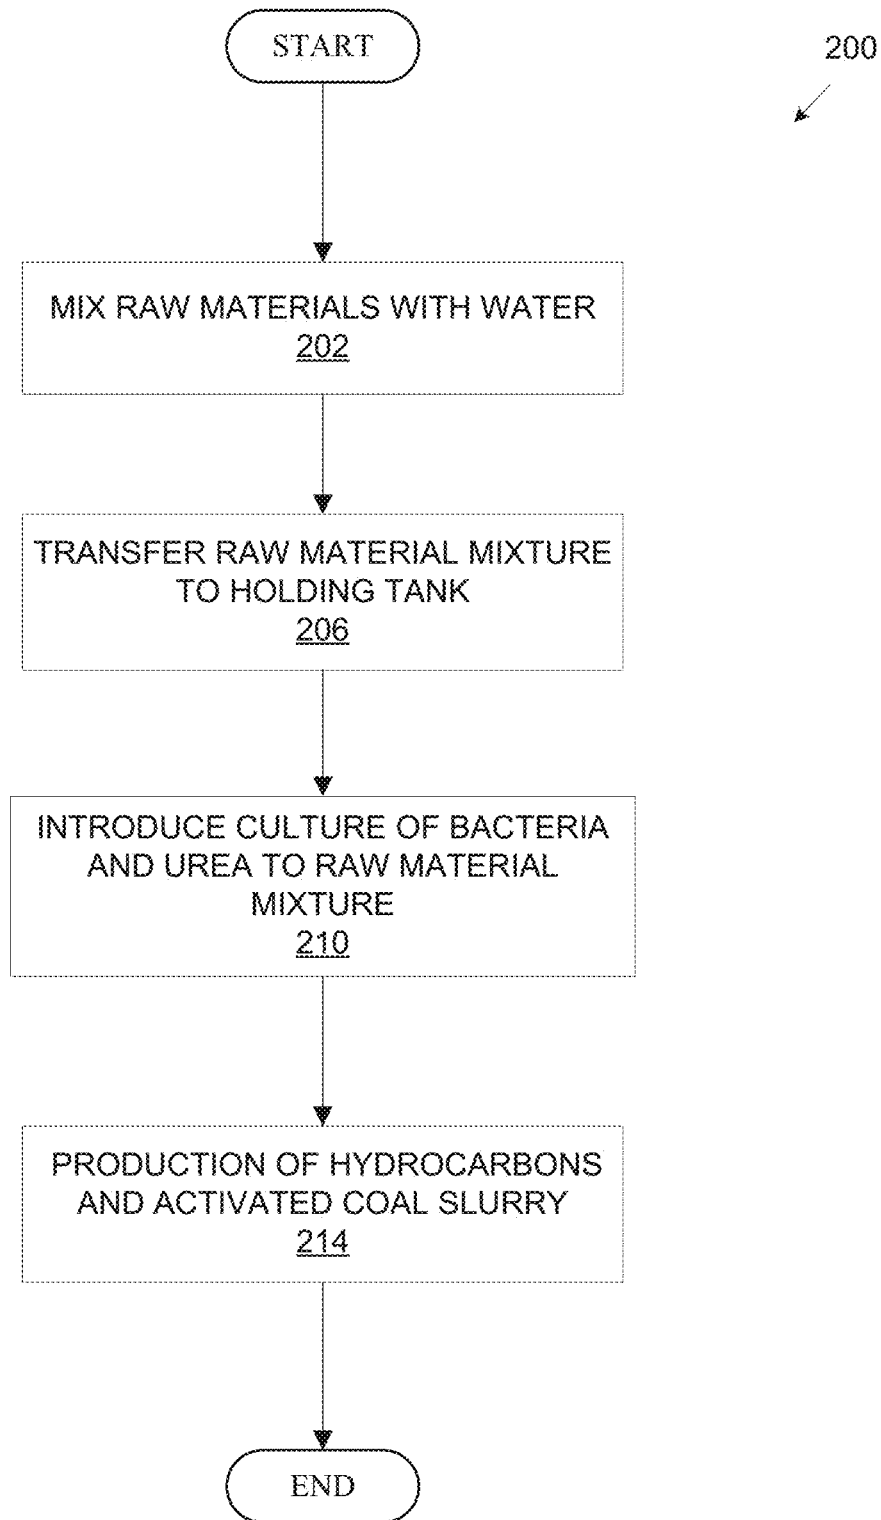 START
200
MIX RAW MATERIALS WITH WATER
202
TRANSFER RAW MATERIAL MIXTURE
TO HOLDING TANK
206
INTRODUCE CULTURE OF BACTERIA
AND UREA TO RAW MATERIAL
MIXTURE
210
PRODUCTION OF HYDROCARBONS
AND ACTIVATED COAL SLURRY
214
END